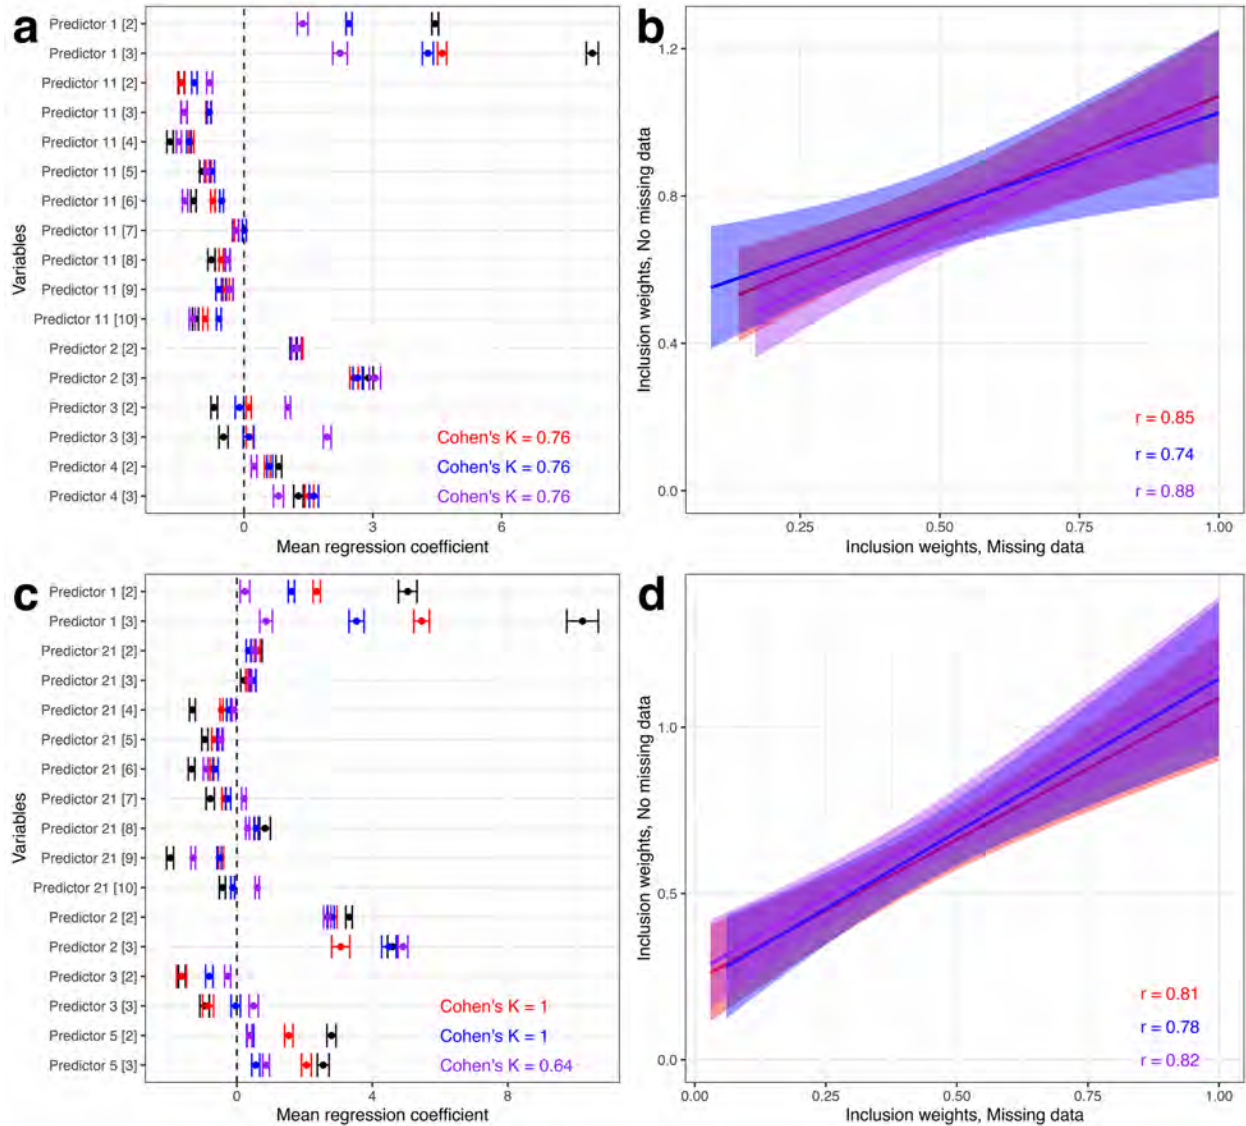 a
Variables
Predictor 1 [2]
Predictor 1 [3]
Predictor 11 [2]
Predictor 11 [3]
Predictor 11 [4]
Predictor 11 [5]
Predictor 11 [6]
Predictor 11 [7]
Predictor 11 [8]
Predictor 11 [9]
Predictor 11 [10]
Predictor 2 [2]
Predictor 2 [3]
Predictor 3 [2]
Predictor 3 [3]
Predictor 4 [2]
Predictor 4 [3]
Cohen's K = 0.76
Cohen's K = 0.76
Cohen's K = 0.76
0 3 6
Mean regression coefficient
b
Inclusion weights, No missing data
1.2
0.8
0.4
0.0
r = 0.85
r = 0.74
r = 0.88
0.25 0.50 0.75 1.00
Inclusion weights, Missing data
c
Variables
Predictor 1 [2]
Predictor 1 [3]
Predictor 21 [2]
Predictor 21 [3]
Predictor 21 [4]
Predictor 21 [5]
Predictor 21 [6]
Predictor 21 [7]
Predictor 21 [8]
Predictor 21 [9]
Predictor 21 [10]
Predictor 2 [2]
Predictor 2 [3]
Predictor 3 [2]
Predictor 3 [3]
Predictor 5 [2]
Predictor 5 [3]
Cohen's K = 1
Cohen's K = 1
Cohen's K = 0.64
0 4 8
Mean regression coefficient
d
Inclusion weights, No missing data
1.0
0.5
0.0
r = 0.81
r = 0.78
r = 0.82
0.00 0.25 0.50 0.75 1.00
Inclusion weights, Missing data